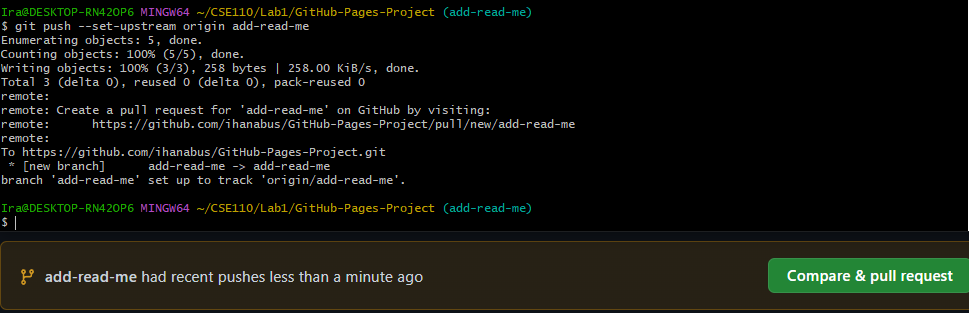 Ira@DESKTOP-RN42OP6 MINGW64 ~/CSE110/Lab1/GitHub-Pages-Project (add-read-me)
$ git push --set-upstream origin add-read-me
Enumerating objects: 5, done.
Counting objects: 100% (5/5), done.
Writing objects: 100% (3/3), 258 bytes | 258.00 KiB/s, done.
Total 3 (delta 0), reused 0 (delta 0), pack-reused 0
remote:
remote: Create a pull request for 'add-read-me' on GitHub by visiting:
remote:      https://github.com/ihanabus/GitHub-Pages-Project/pull/new/add-read-me
remote:
To https://github.com/ihanabus/GitHub-Pages-Project.git
 * [new branch]      add-read-me -> add-read-me
branch 'add-read-me' set up to track 'origin/add-read-me'.
Ira@DESKTOP-RN42OP6 MINGW64 ~/CSE110/Lab1/GitHub-Pages-Project (add-read-me)
$
add-read-me had recent pushes less than a minute ago
Compare & pull request